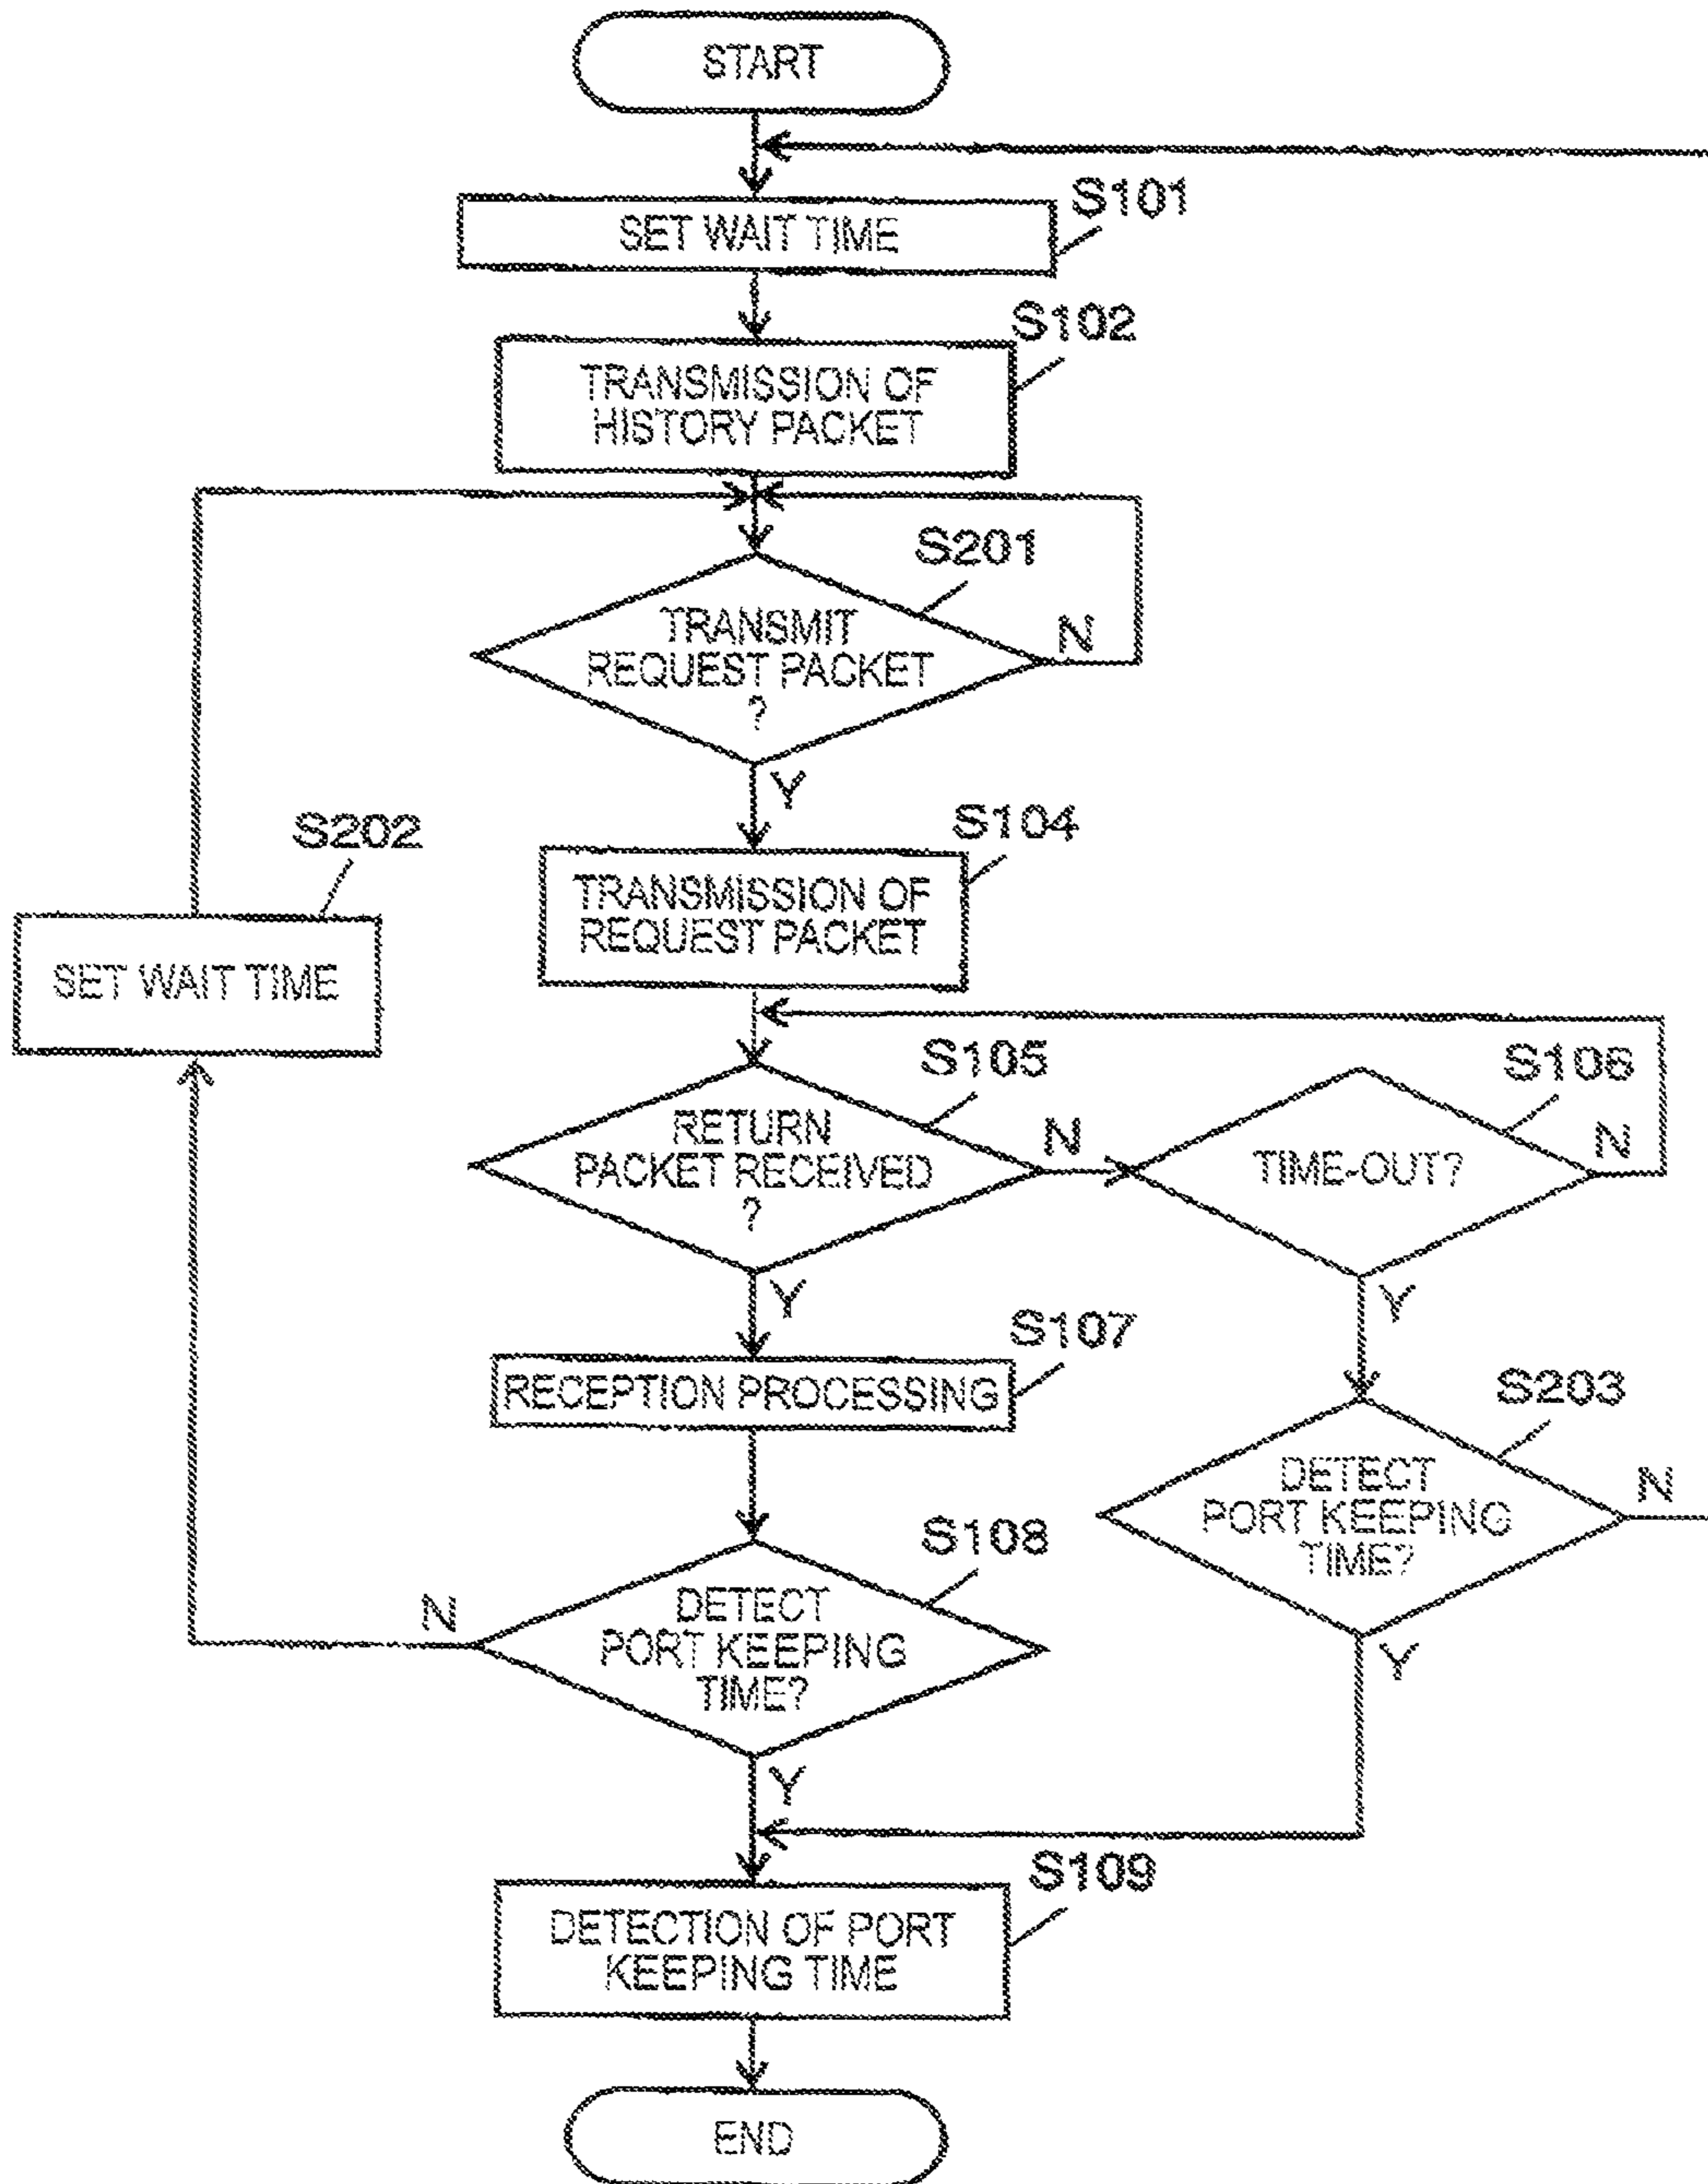 START
S101
SET WAIT TIME
S102
TRANSMISSION OF
HISTORY PACKET
S201
TRANSMIT
REQUEST PACKET
?
N
Y
S202
SET WAIT TIME
S104
TRANSMISSION OF
REQUEST PACKET
S105
RETURN
PACKET RECEIVED
?
N
Y
S106
TIME-OUT?
N
Y
S107
RECEPTION PROCESSING
S203
DETECT
PORT KEEPING
TIME?
N
Y
S108
DETECT
PORT KEEPING
TIME?
N
Y
S109
DETECTION OF PORT
KEEPING TIME
END